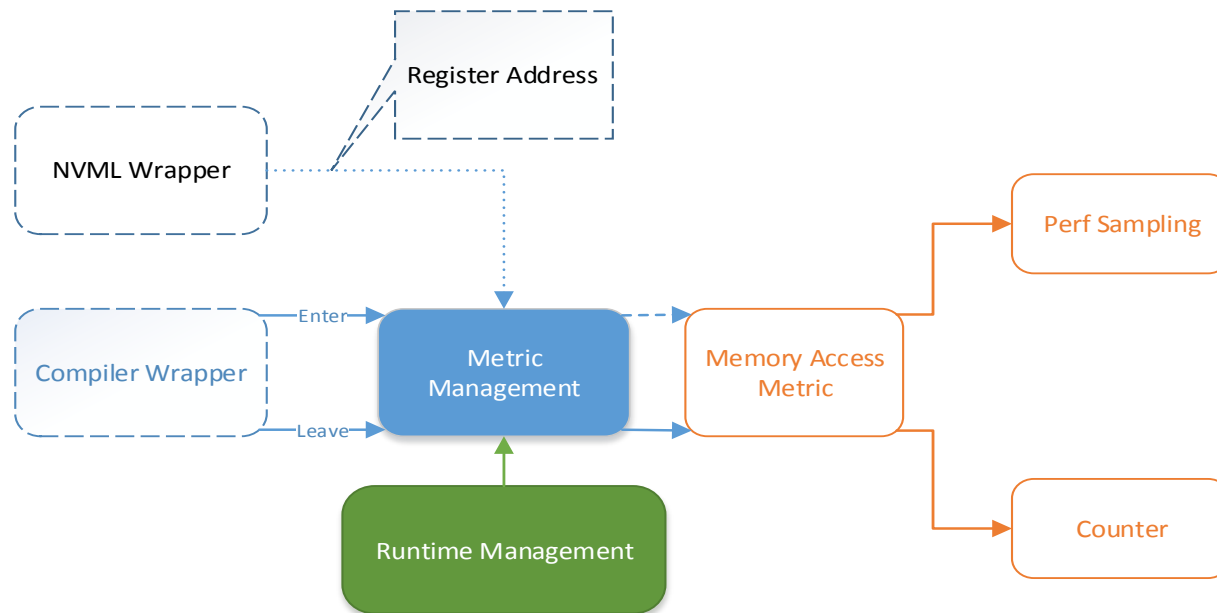 Register Address
NVML Wrapper
Perf Sampling
Enter
Compiler Wrapper
Metric
Management
Memory Access
Metric
Leave
Runtime Management
Counter